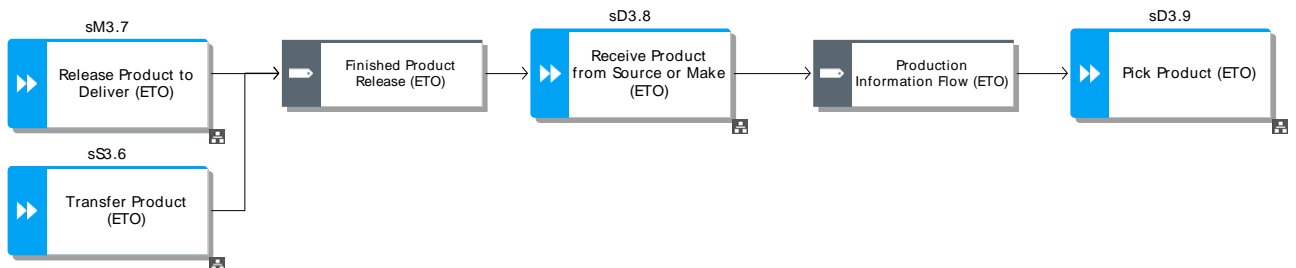 sM3.7
Release Product to
Deliver (ETO)
sS3.6
Transfer Product
(ETO)
Finished Product
Release (ETO)
sD3.8
Receive Product
from Source or Make
(ETO)
Production
Information Flow (ETO)
sD3.9
Pick Product (ETO)